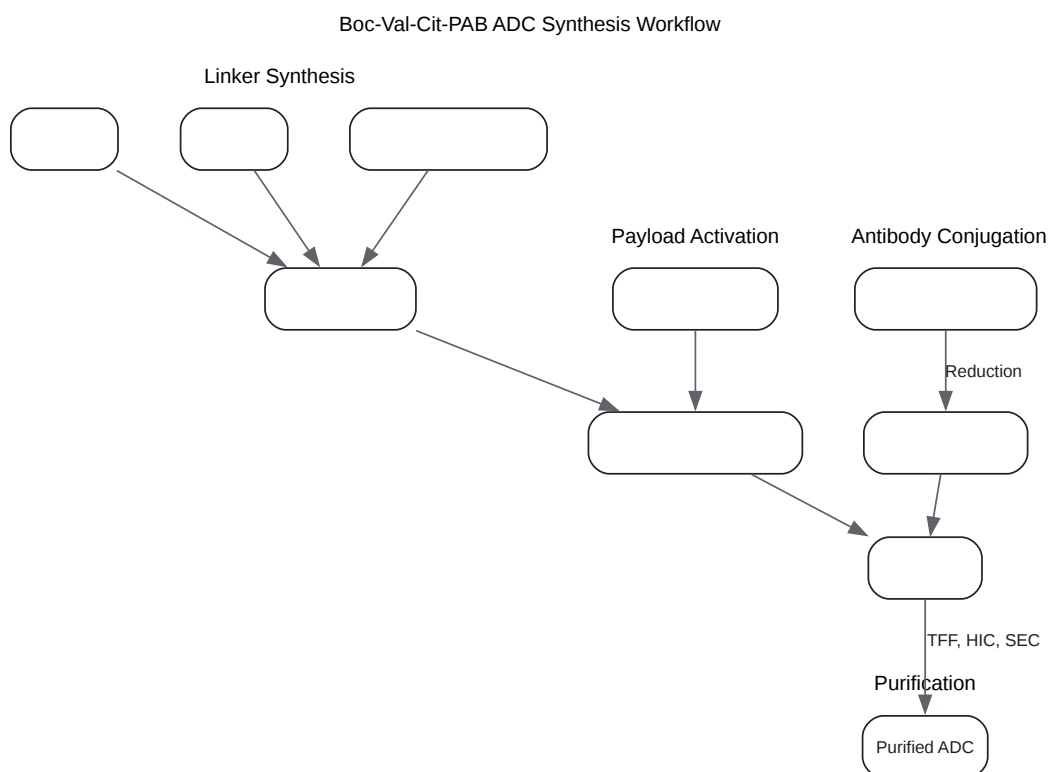 Boc-Val-Cit-PAB ADC Synthesis Workflow
Linker Synthesis
Payload Activation
Antibody Conjugation
Reduction
TFF, HIC, SEC
Purification
Purified ADC